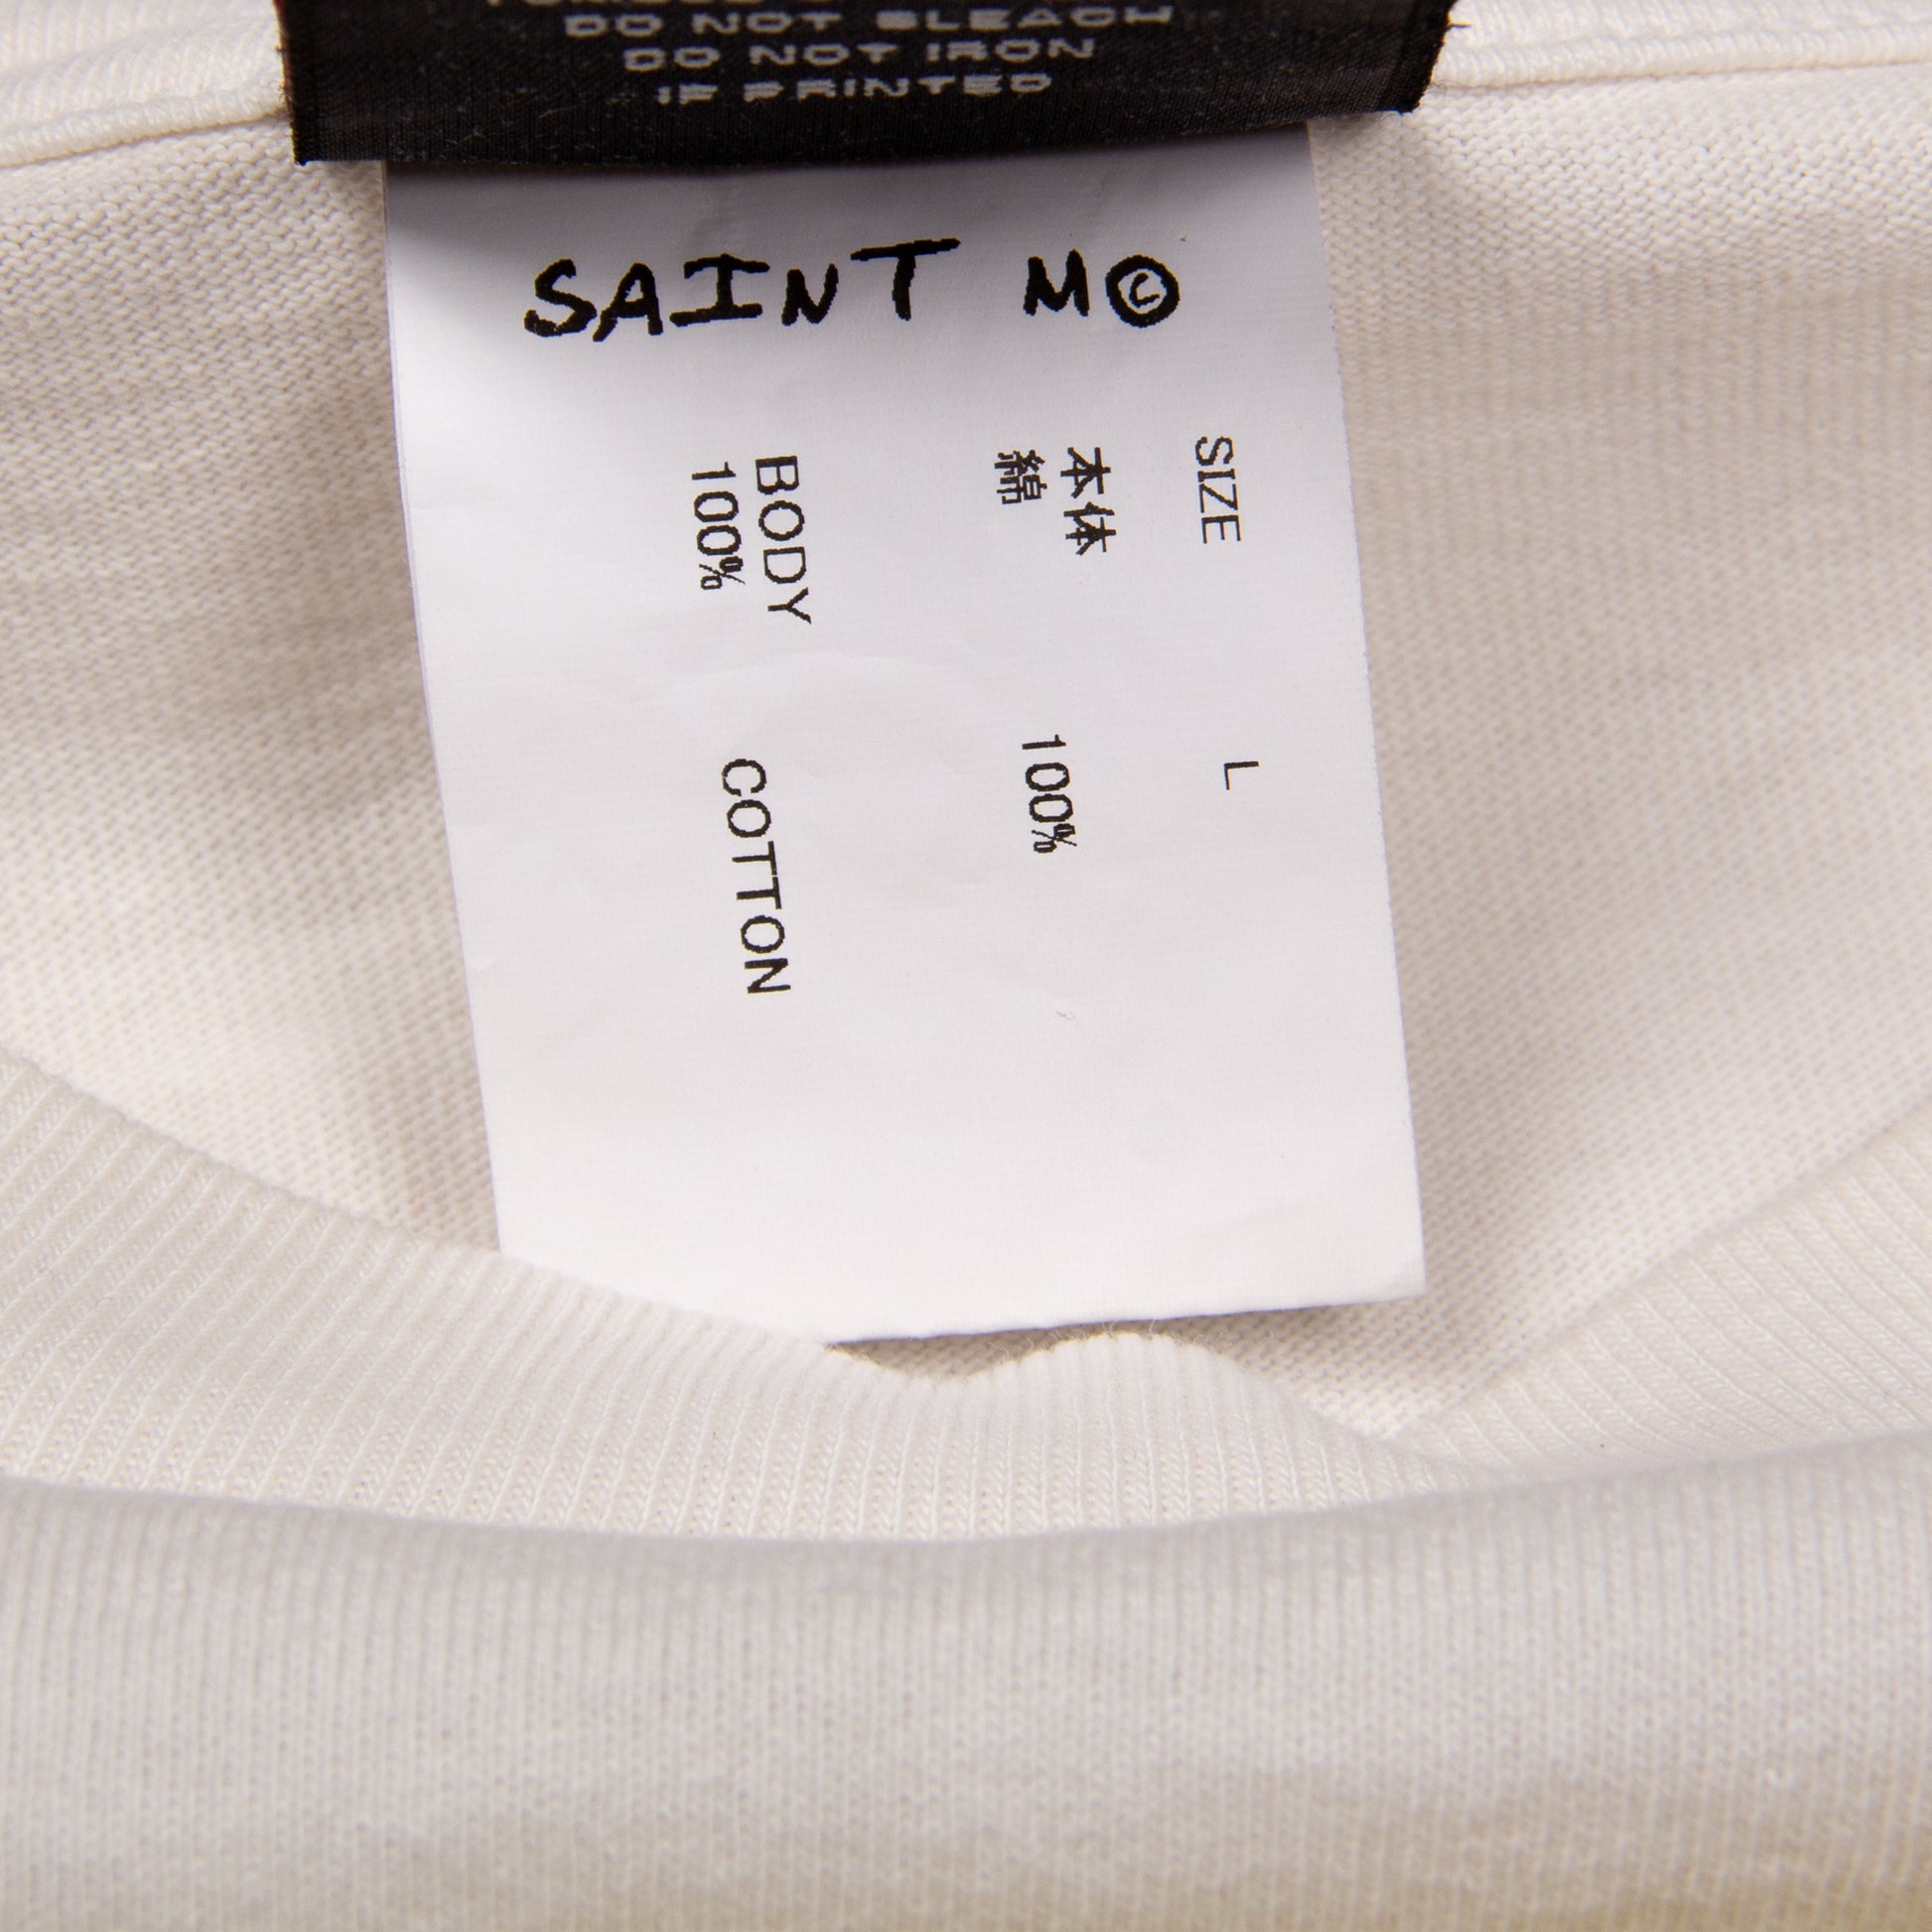 DO NOT BLEACH
DO NOT IRON
IF PRINTED
SAINT M©
SIZE L
本体
綿 100%
BODY
100% COTTON